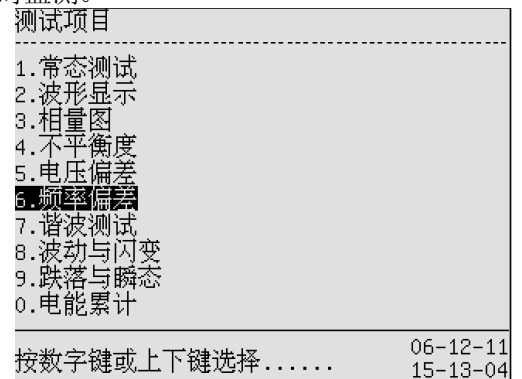 时监测。
测试项目
1.常态测试
2.波形显示
3.相量图
4.不平衡度
5.电压偏差
6.频率偏差
7.谐波测试
8.波动与闪变
9.跌落与瞬态
0.电能累计
按数字键或上下键选择......
06-12-11
15-13-04